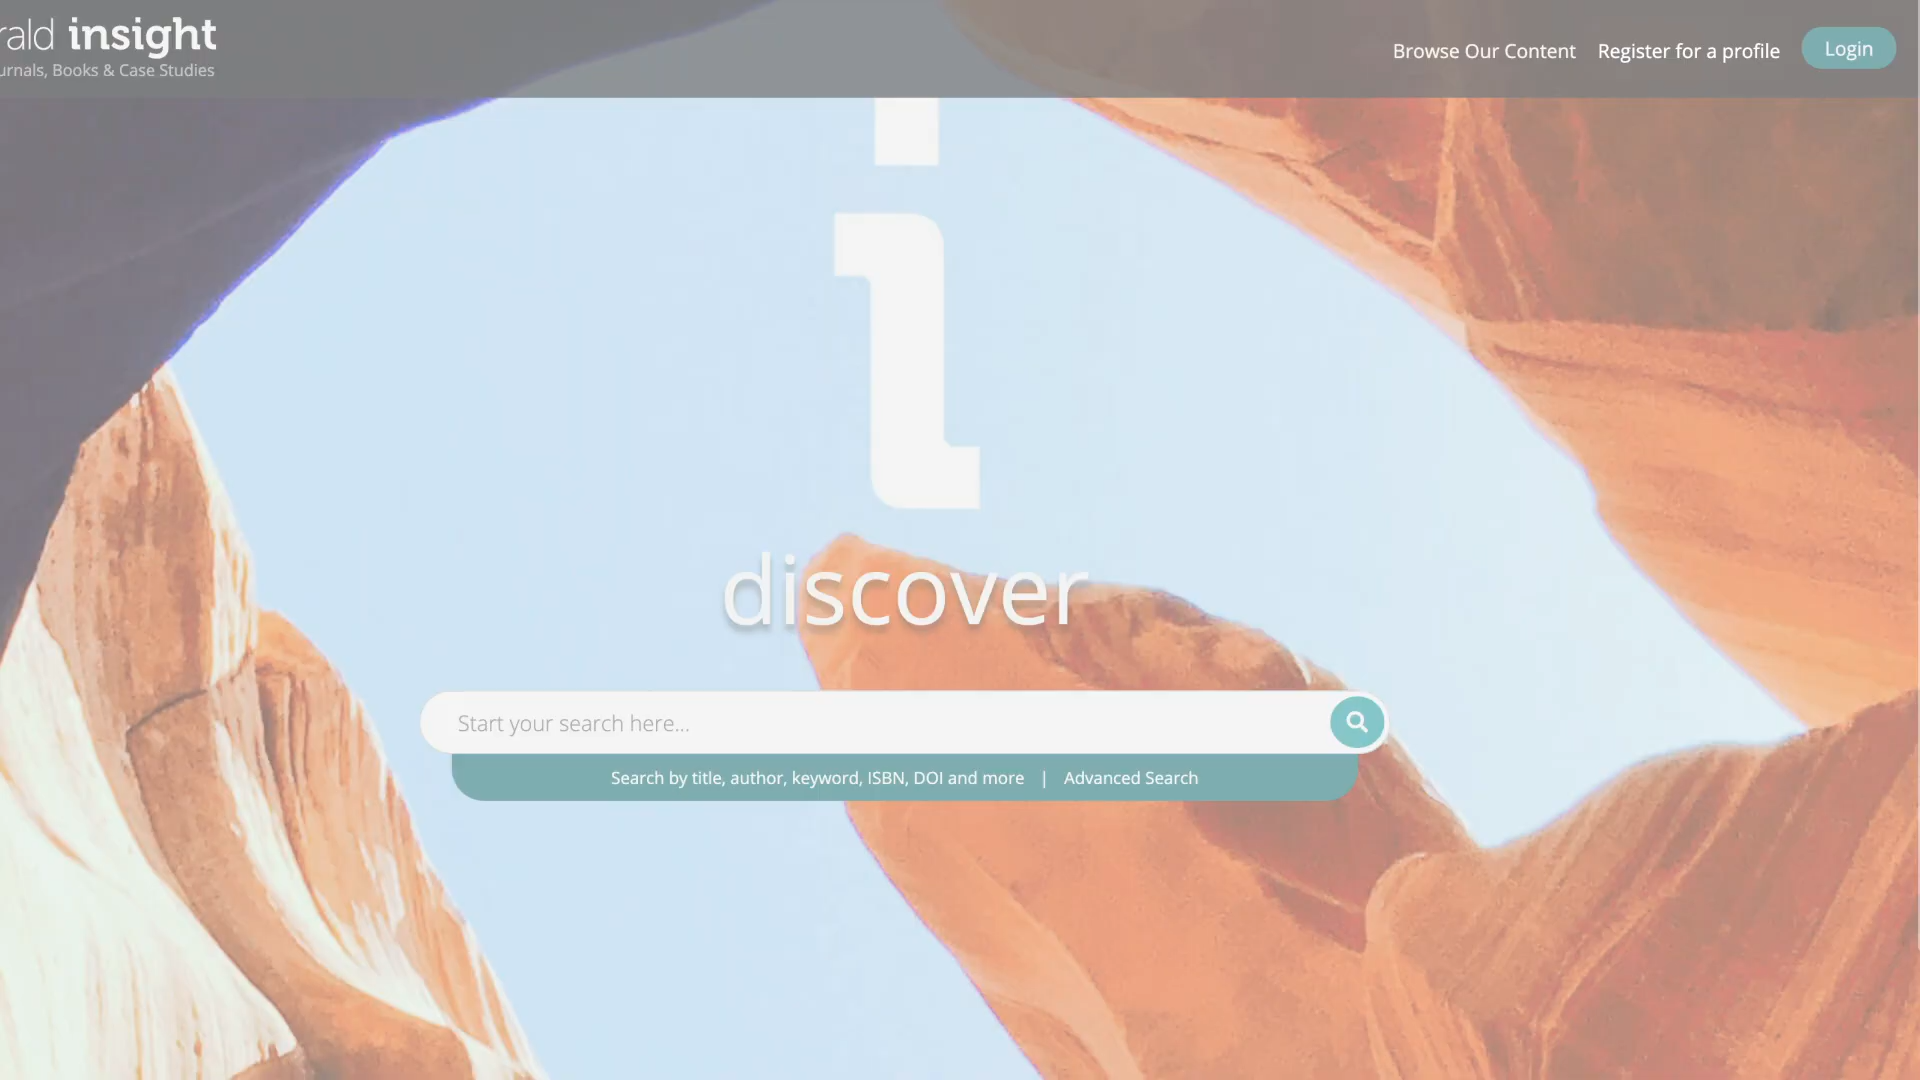 rald insight
urnals, Books & Case Studies
Browse Our Content
Register for a profile
Login
i
discover
Start your search here...
Search by title, author, keyword, ISBN, DOI and more | Advanced Search